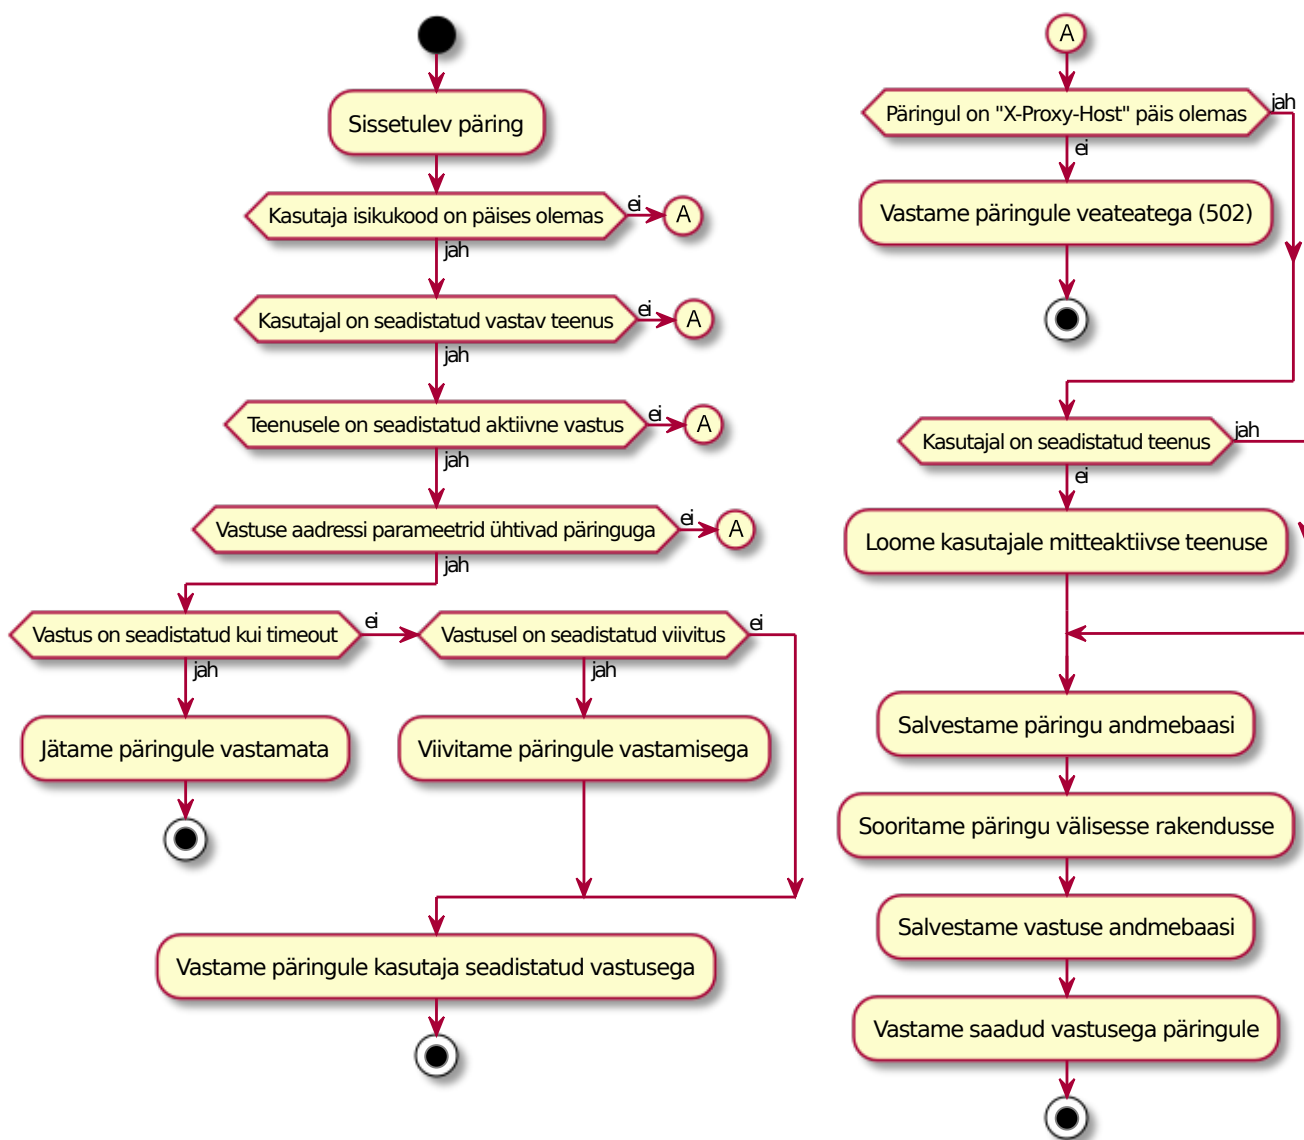 Sissetulev päring
Kasutaja isikukood on päises olemas
ei
A
jah
Kasutajal on seadistatud vastav teenus
ei
A
jah
Teenusele on seadistatud aktiivne vastus
ei
A
jah
Vastuse aadressi parameetrid ühtivad päringuga
ei
A
jah
Vastus on seadistatud kui timeout
ei
jah
Jätame päringule vastamata
Vastusel on seadistatud viivitus
ei
jah
Viivitame päringule vastamisega
Vastame päringule kasutaja seadistatud vastusega
A
Päringul on "X-Proxy-Host" päis olemas
jah
ei
Vastame päringule veateatega (502)
Kasutajal on seadistatud teenus
jah
ei
Loome kasutajale mitteaktiivse teenuse
Salvestame päringu andmebaasi
Sooritame päringu välisesse rakendusse
Salvestame vastuse andmebaasi
Vastame saadud vastusega päringule